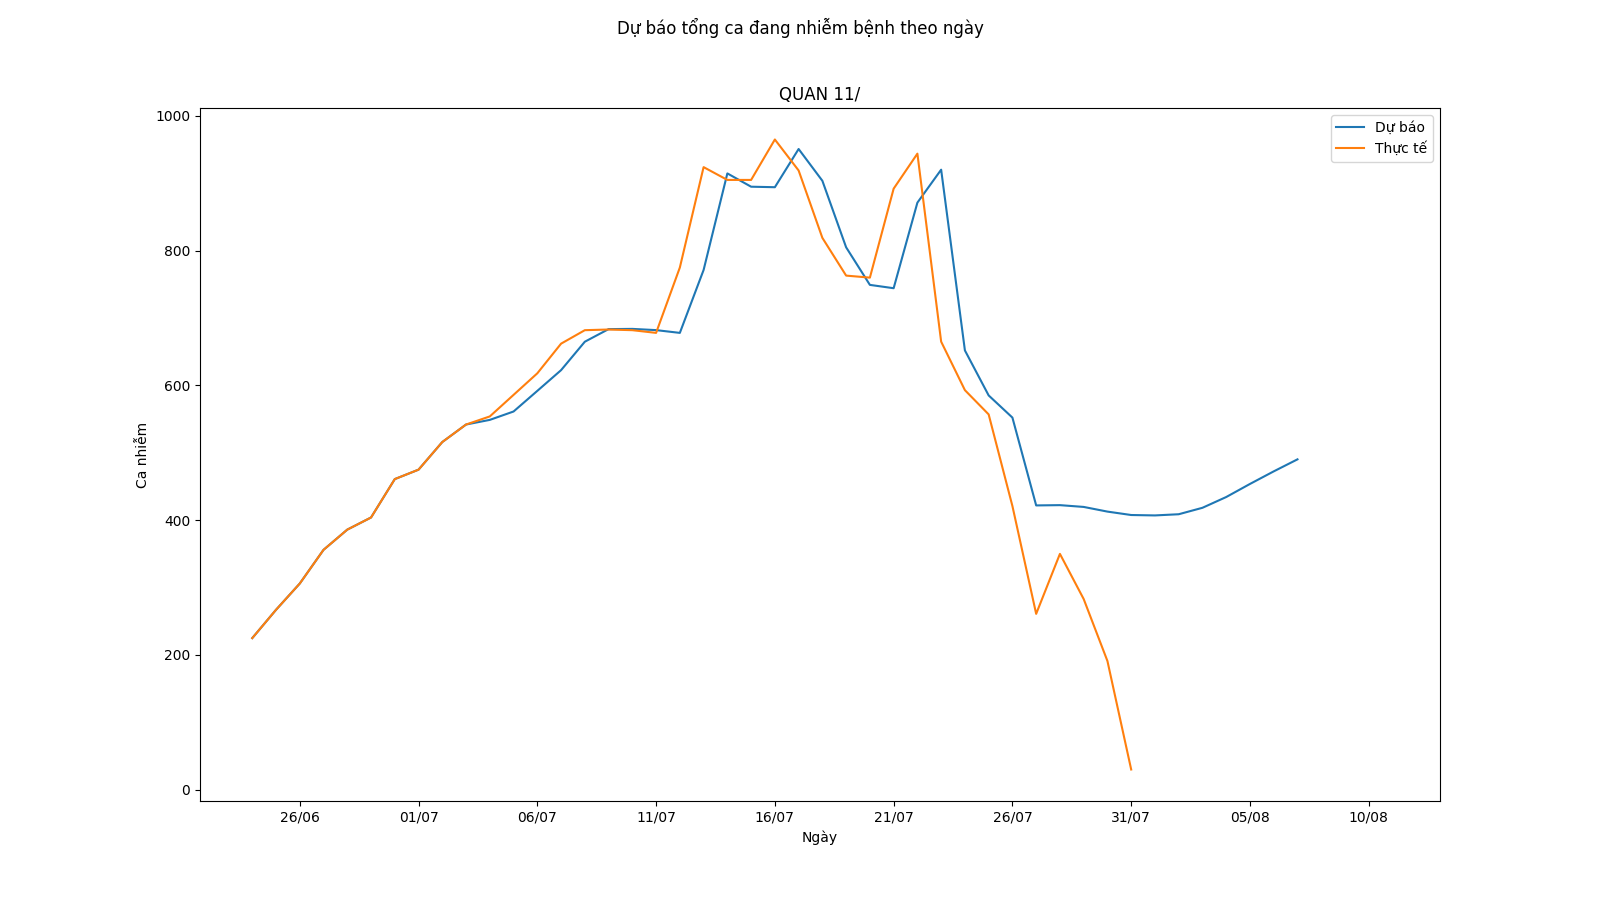 Dự báo tổng ca đang nhiễm bệnh theo ngày
QUAN 11/
1000
800
600
400
200
0
Ca nhiễm
Dự báo
Thực tế
26/06 01/07 06/07 11/07 16/07 21/07 26/07 31/07 05/08 10/08
Ngày